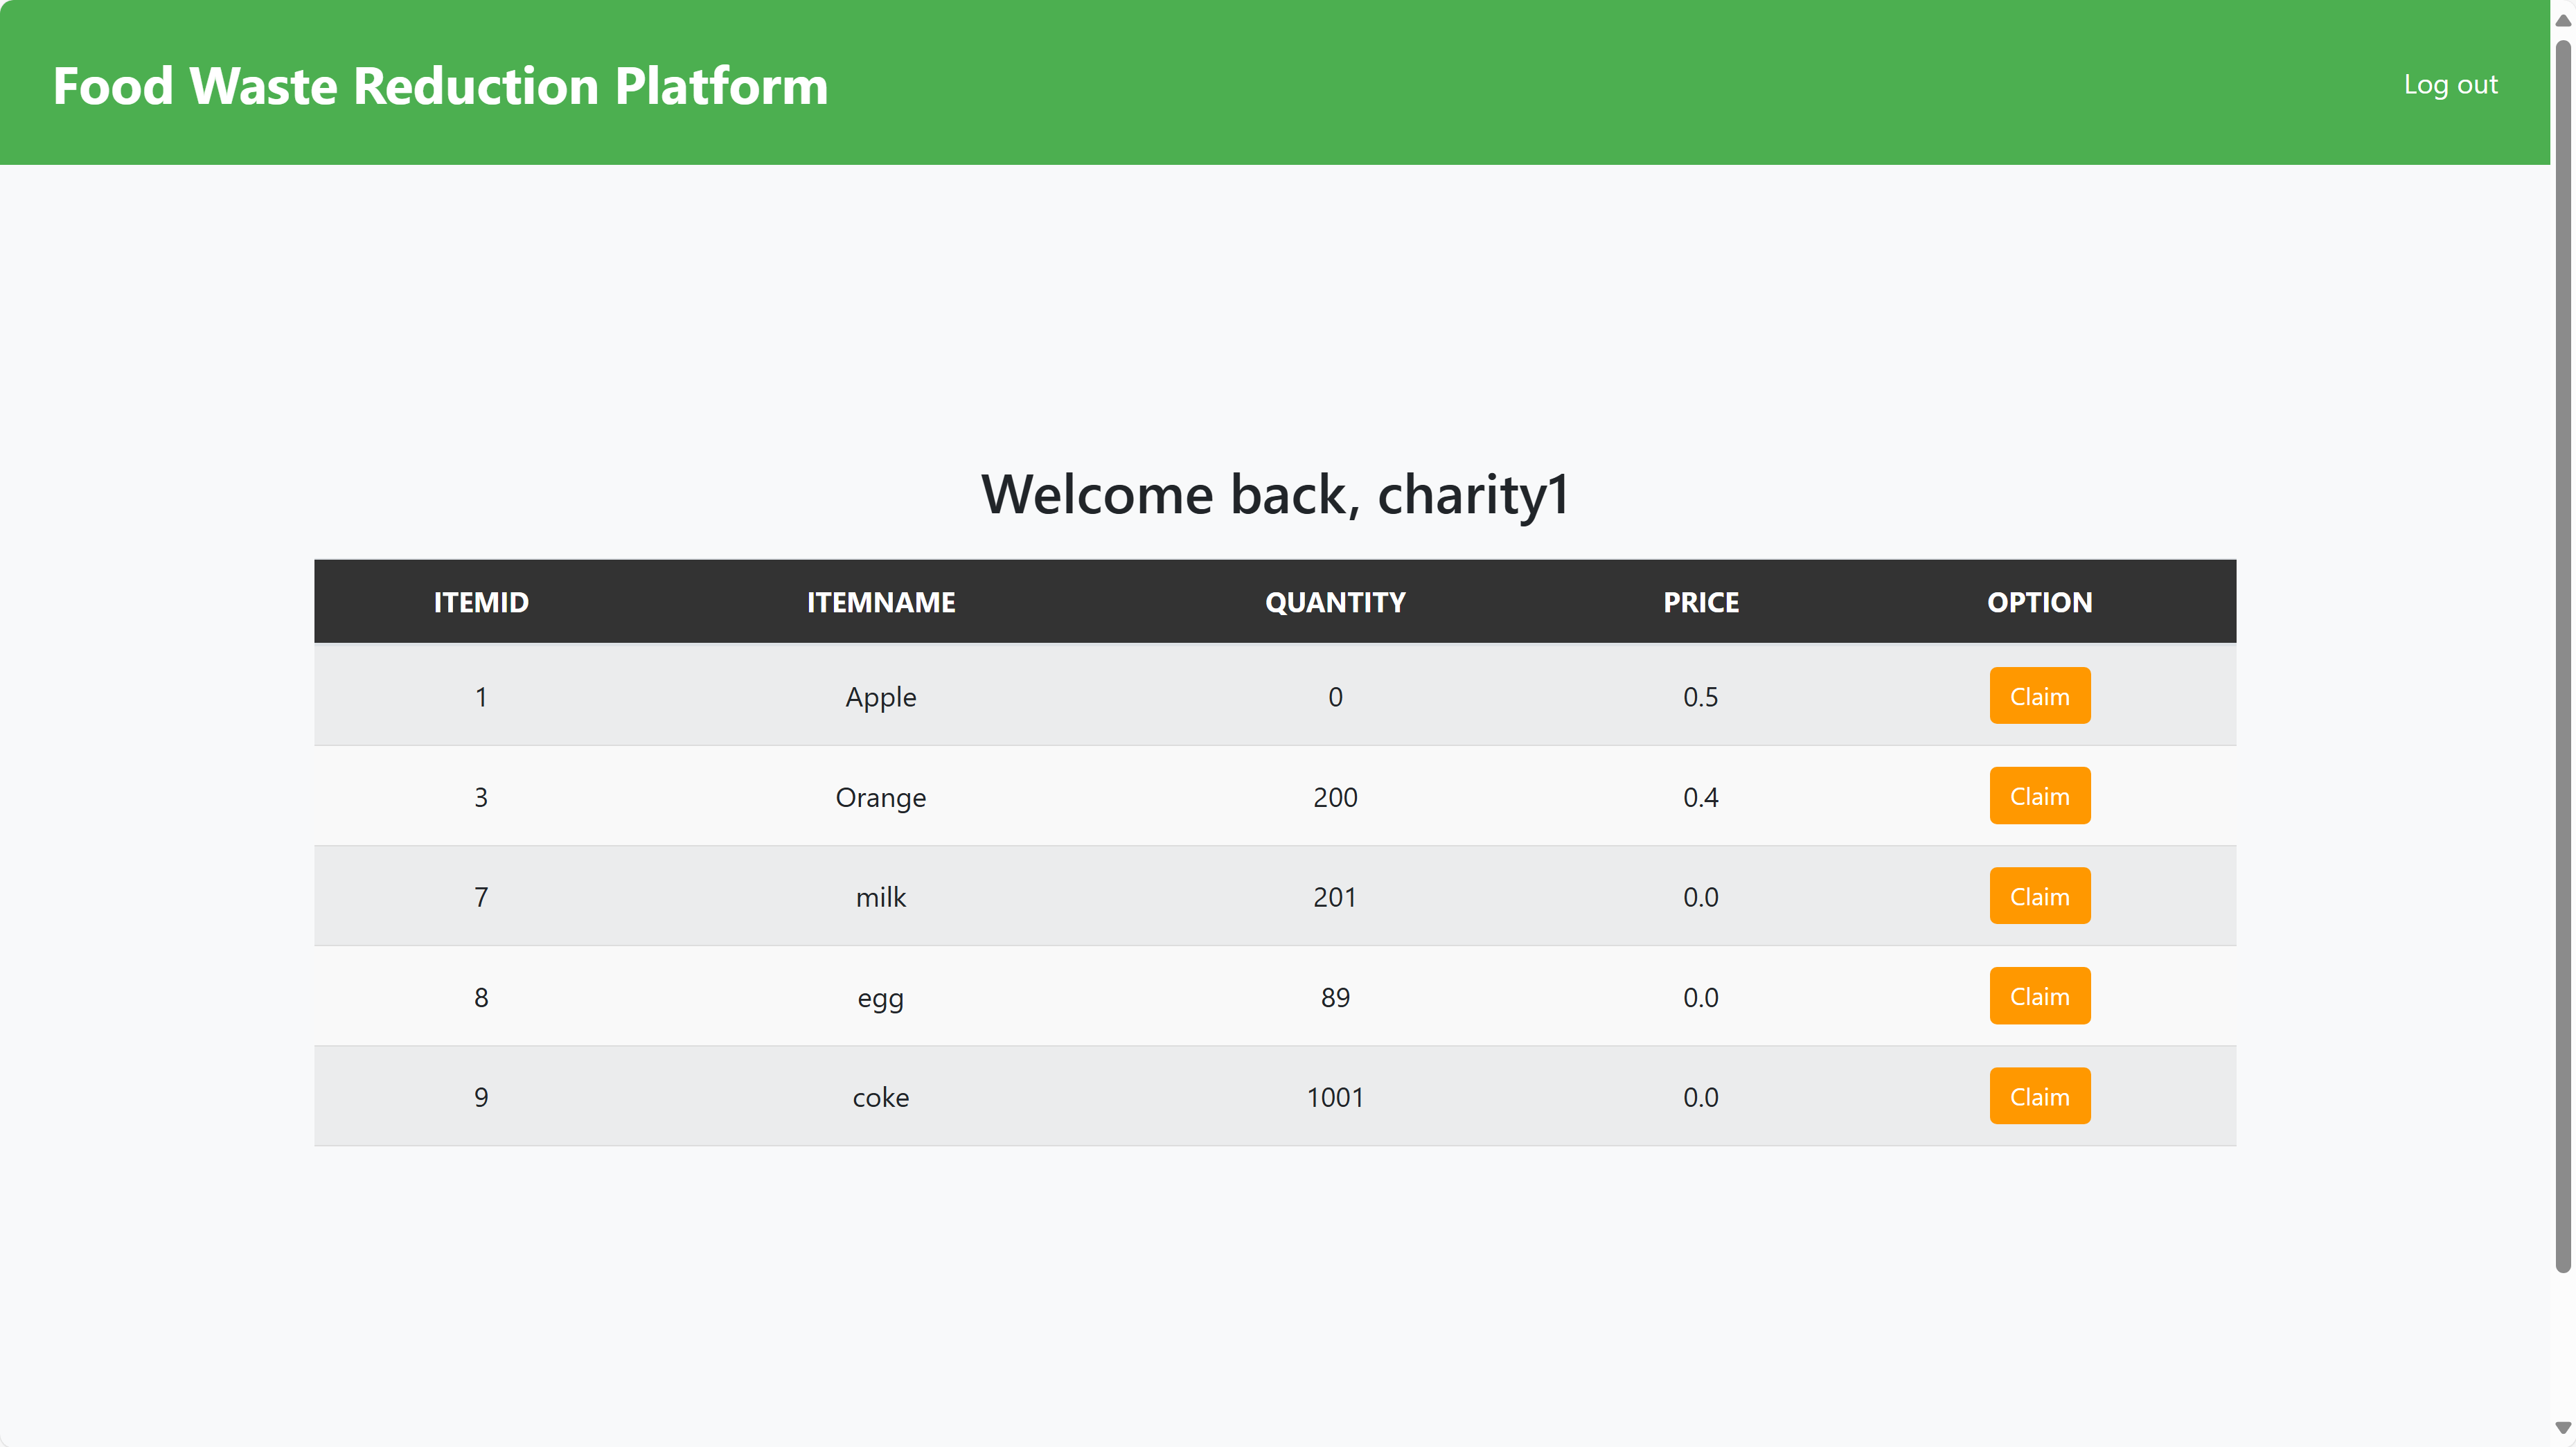 Food Waste Reduction Platform Log out
Welcome back, charity1
ITEMID ITEMNAME QUANTITY PRICE OPTION
1 Apple 0 0.5 Claim
3 Orange 200 0.4 Claim
7 milk 201 0.0 Claim
8 egg 89 0.0 Claim
9 coke 1001 0.0 Claim